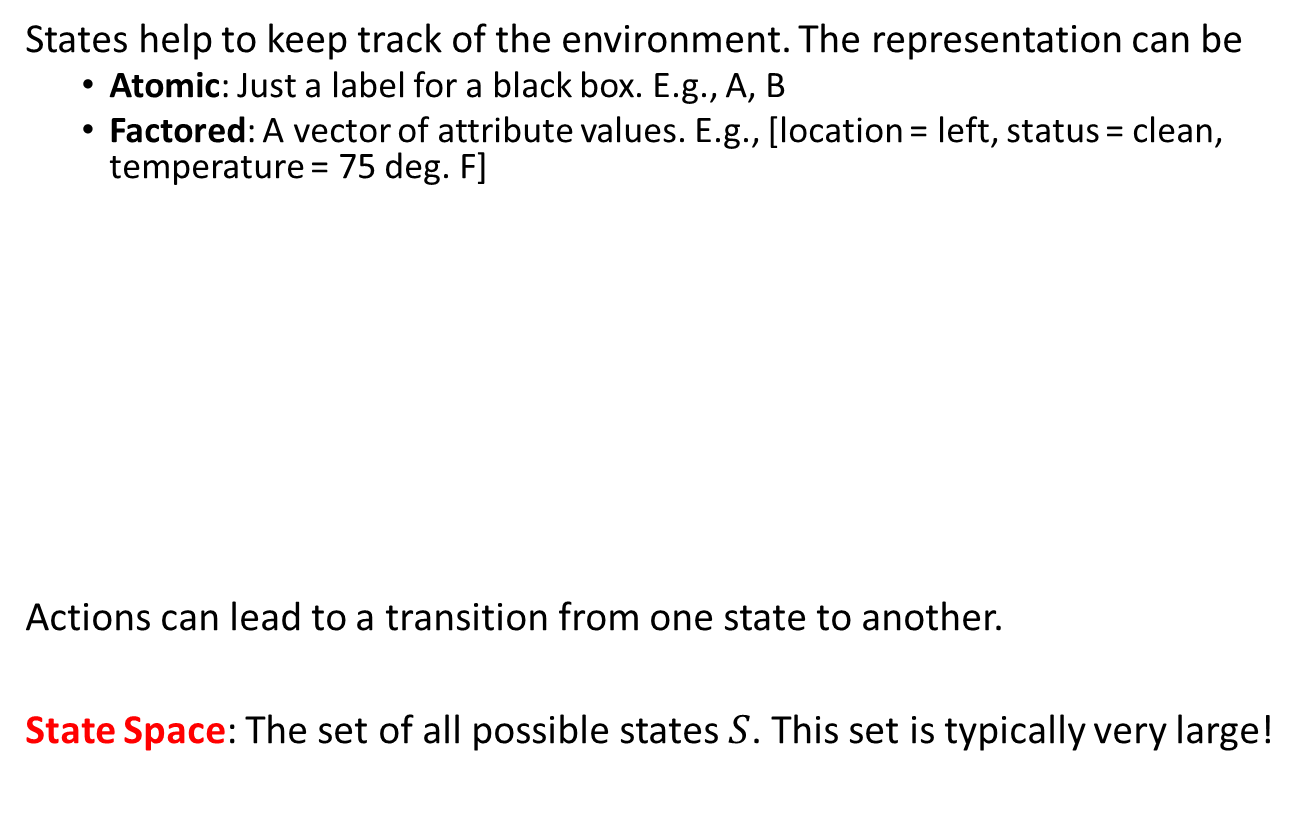 States help to keep track of the environment. The representation can be
• Atomic: Just a label for a black box. E.g., A, B
• Factored: A vector of attribute values. E.g., [location = left, status = clean,
temperature = 75 deg. F]
Actions can lead to a transition from one state to another.
State Space: The set of all possible states S. This set is typically very large!